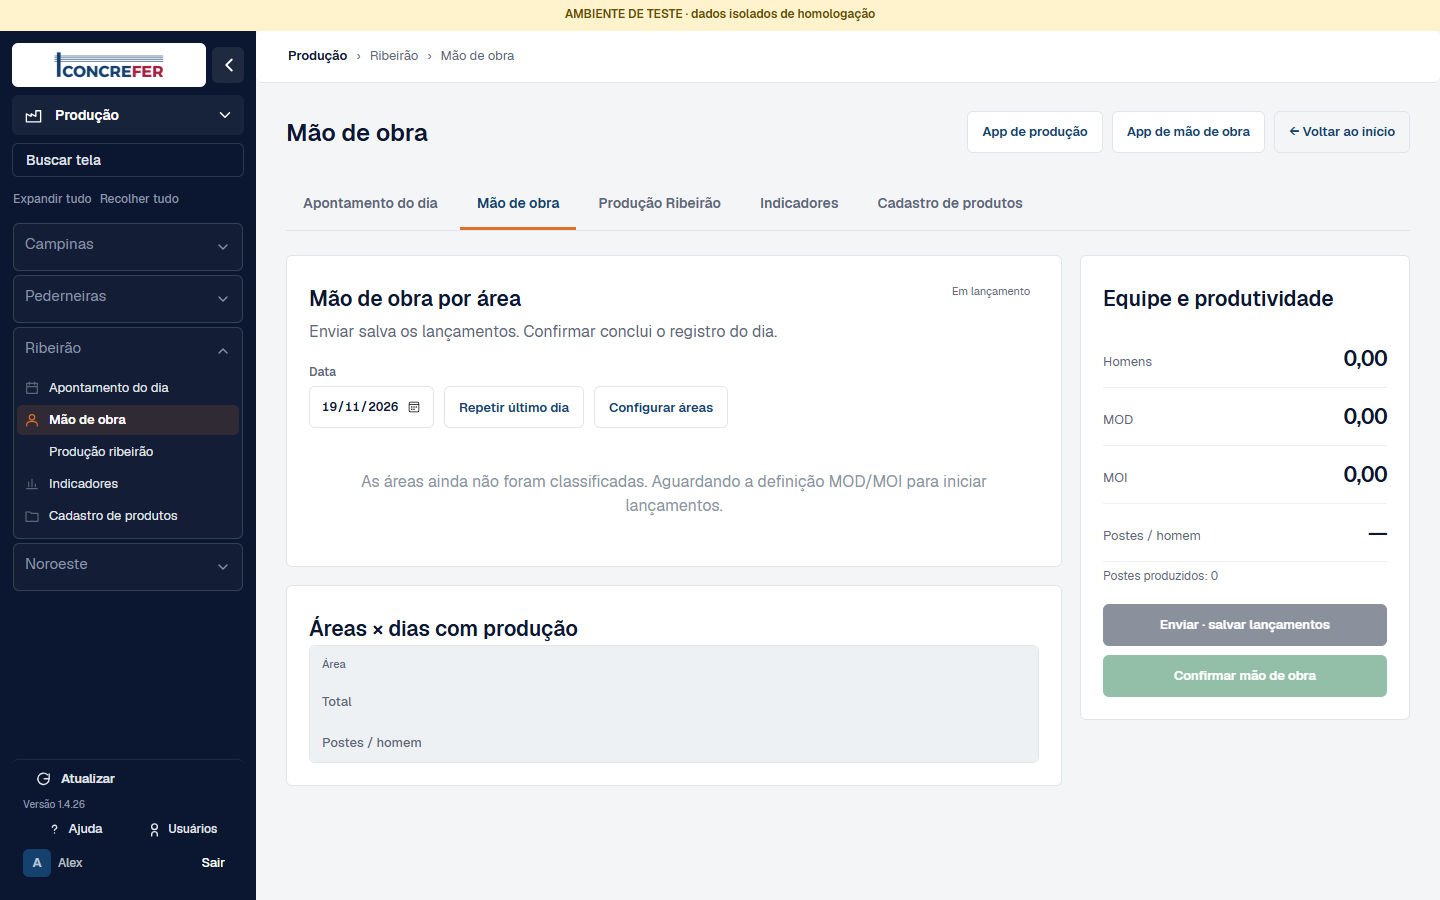 AMBIENTE DE TESTE · dados isolados de homologação
CONCREFER
Produção
Buscar tela
Expandir tudo Recolher tudo
Campinas
Pederneiras
Ribeirão
Apontamento do dia
Mão de obra
Produção ribeirão
Indicadores
Cadastro de produtos
Noroeste
Atualizar
Versão 1.4.26
? Ajuda Usuários
A Alex Sair
Produção › Ribeirão › Mão de obra
Mão de obra
App de produção App de mão de obra ← Voltar ao início
Apontamento do dia Mão de obra Produção Ribeirão Indicadores Cadastro de produtos
Mão de obra por área
Em lançamento
Enviar salva os lançamentos. Confirmar conclui o registro do dia.
Data
19/11/2026 Repetir último dia Configurar áreas
As áreas ainda não foram classificadas. Aguardando a definição MOD/MOI para iniciar
lançamentos.
Áreas × dias com produção
Área
Total
Postes / homem
Equipe e produtividade
Homens 0,00
MOD 0,00
MOI 0,00
Postes / homem —
Postes produzidos: 0
Enviar · salvar lançamentos
Confirmar mão de obra